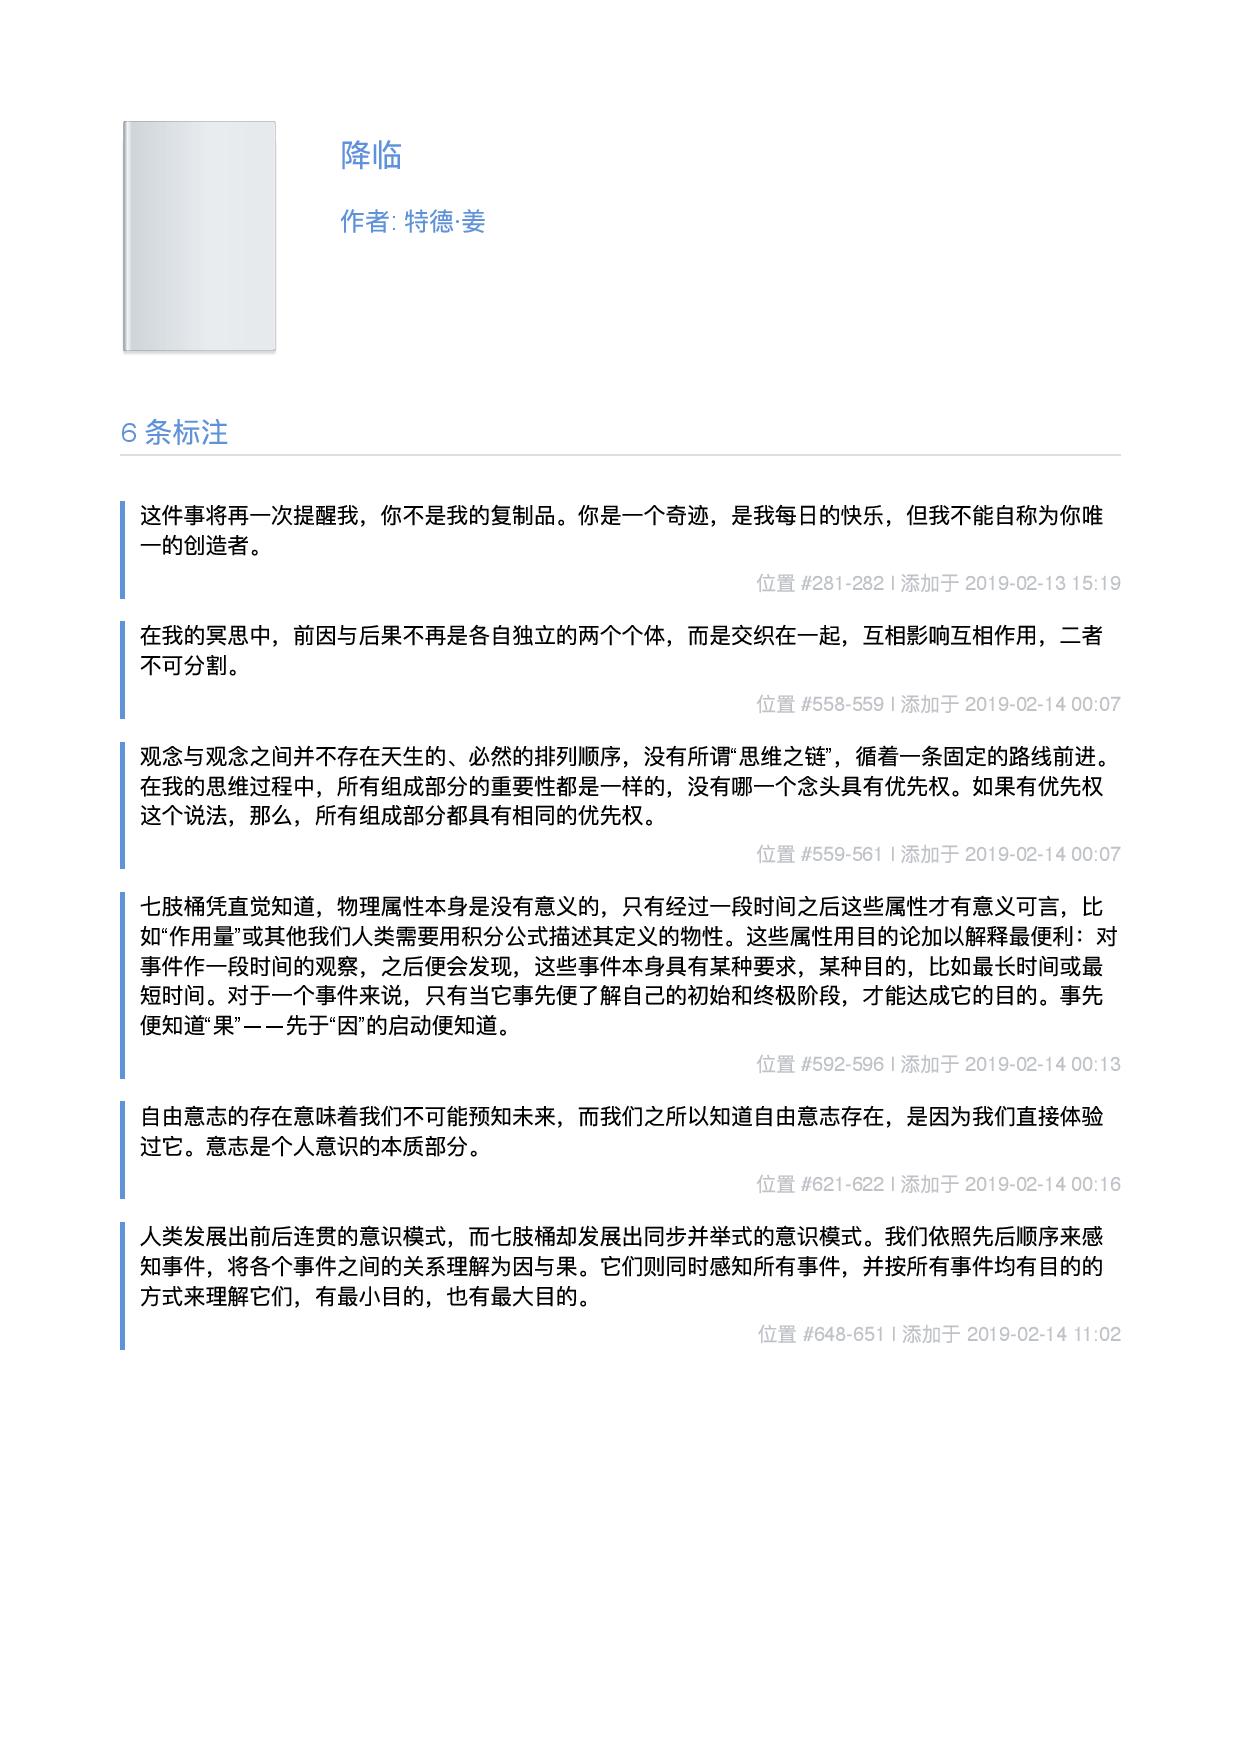 降临
作者: 特德·姜
6 条标注
这件事将再一次提醒我，你不是我的复制品。你是一个奇迹，是我每日的快乐，但我不能自称为你唯
一的创造者。
位置 #281-282 | 添加于 2019-02-13 15:19
在我的冥思中，前因与后果不再是各自独立的两个个体，而是交织在一起，互相影响互相作用，二者
不可分割。
位置 #558-559 | 添加于 2019-02-14 00:07
观念与观念之间并不存在天生的、必然的排列顺序，没有所谓“思维之链”，循着一条固定的路线前进。
在我的思维过程中，所有组成部分的重要性都是一样的，没有哪一个念头具有优先权。如果有优先权
这个说法，那么，所有组成部分都具有相同的优先权。
位置 #559-561 | 添加于 2019-02-14 00:07
七肢桶凭直觉知道，物理属性本身是没有意义的，只有经过一段时间之后这些属性才有意义可言，比
如“作用量”或其他我们人类需要用积分公式描述其定义的物性。这些属性用目的论加以解释最便利：对
事件作一段时间的观察，之后便会发现，这些事件本身具有某种要求，某种目的，比如最长时间或最
短时间。对于一个事件来说，只有当它事先便了解自己的初始和终极阶段，才能达成它的目的。事先
便知道“果”——先于“因”的启动便知道。
位置 #592-596 | 添加于 2019-02-14 00:13
自由意志的存在意味着我们不可能预知未来，而我们之所以知道自由意志存在，是因为我们直接体验
过它。意志是个人意识的本质部分。
位置 #621-622 | 添加于 2019-02-14 00:16
人类发展出前后连贯的意识模式，而七肢桶却发展出同步并举式的意识模式。我们依照先后顺序来感
知事件，将各个事件之间的关系理解为因与果。它们则同时感知所有事件，并按所有事件均有目的的
方式来理解它们，有最小目的，也有最大目的。
位置 #648-651 | 添加于 2019-02-14 11:02